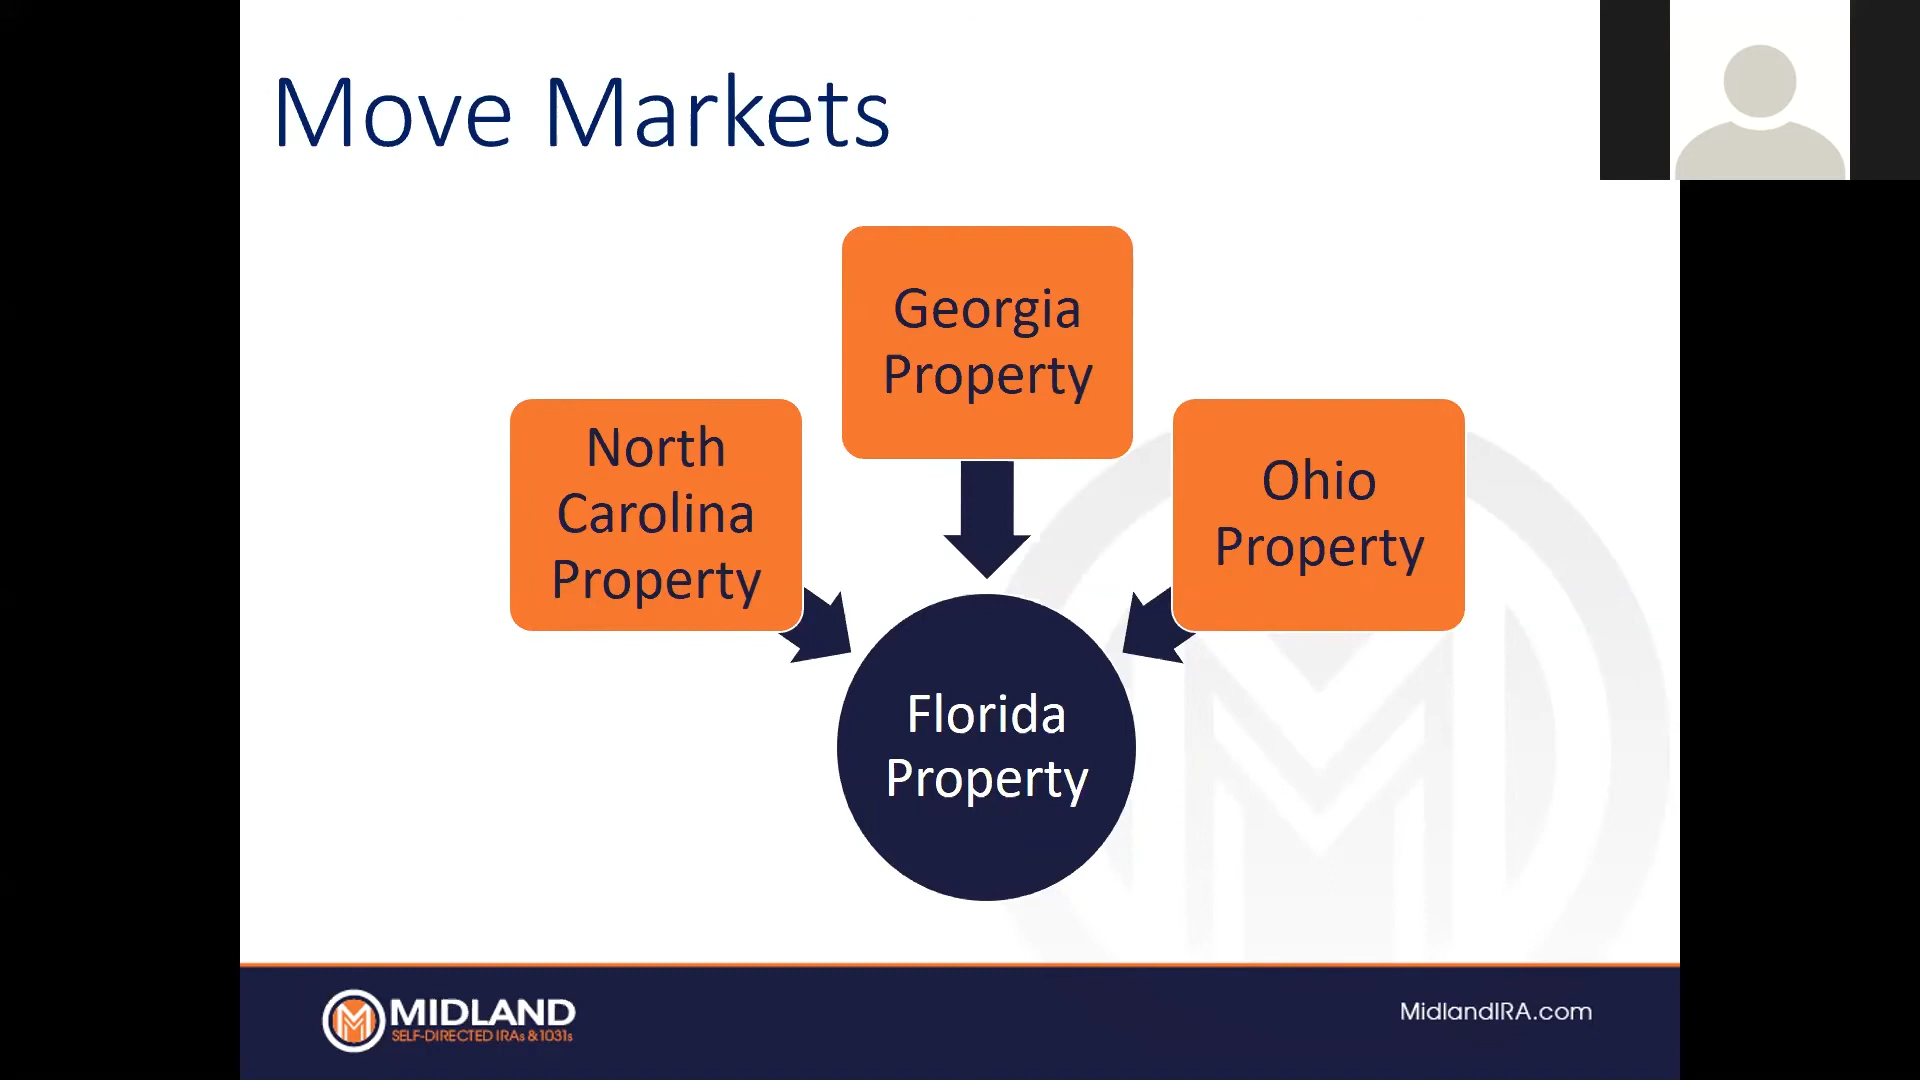 Move Markets
Georgia
Property
North
Carolina
Property
Ohio
Property
Florida
Property
MIDLAND
SELF-DIRECTED IRAs & 1031s
MidlandIRA.com